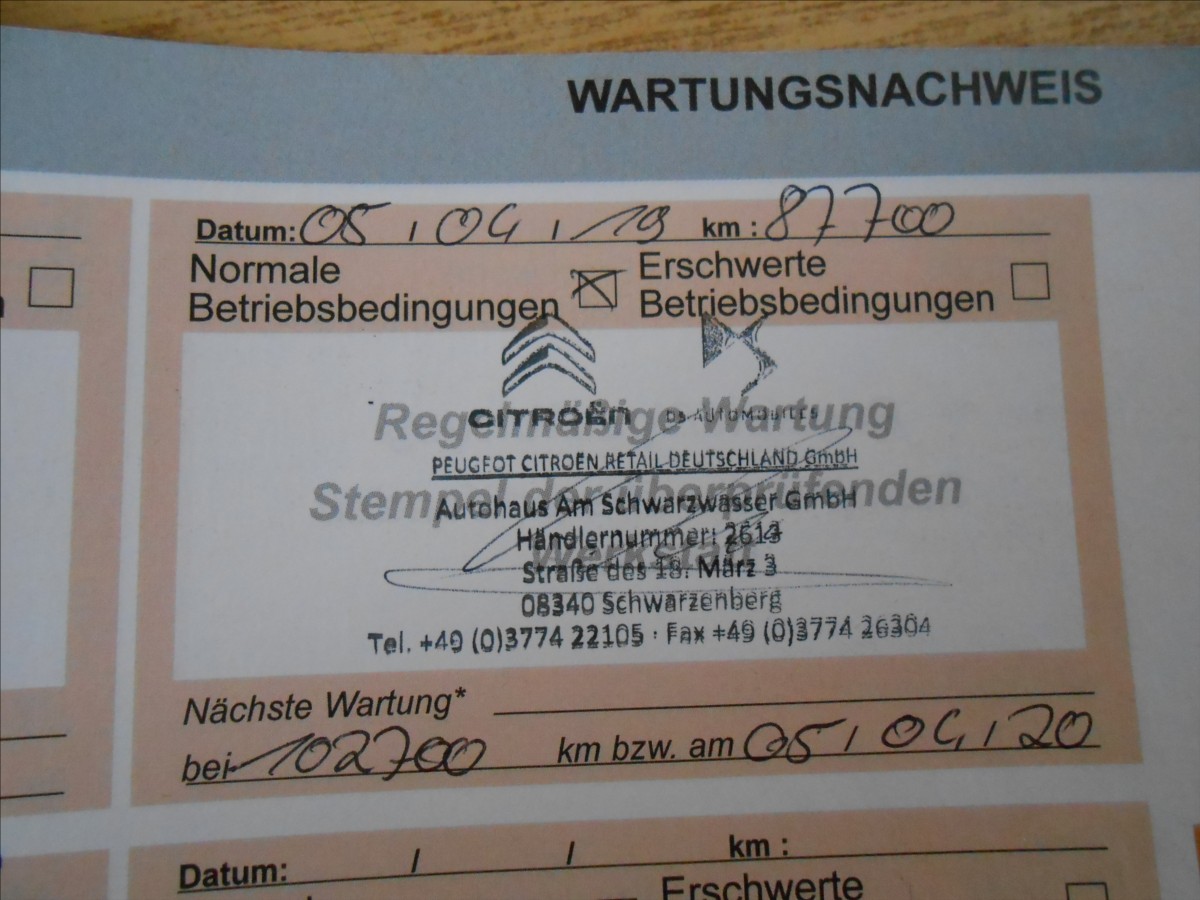 WARTUNGSNACHWEIS
Datum: 05 / 04 / 19 km : 87700
Normale Erschwerte
Betriebsbedingungen Betriebsbedingungen
CITROËN DS AUTOMOBILES
Regelmäßige Wartung
PEUGEOT CITROEN RETAIL DEUTSCHLAND GmbH
Stempel der überprüfenden
Autohaus Am Schwarzwasser GmbH
Händlernummer: 2613
Werkstatt
Straße des 18. März 3
08340 Schwarzenberg
Tel. +49 (0)3774 22105 · Fax +49 (0)3774 26304
Nächste Wartung*
bei 102700 km bzw. am 05 / 04 / 20
Datum: / / km :
Erschwerte